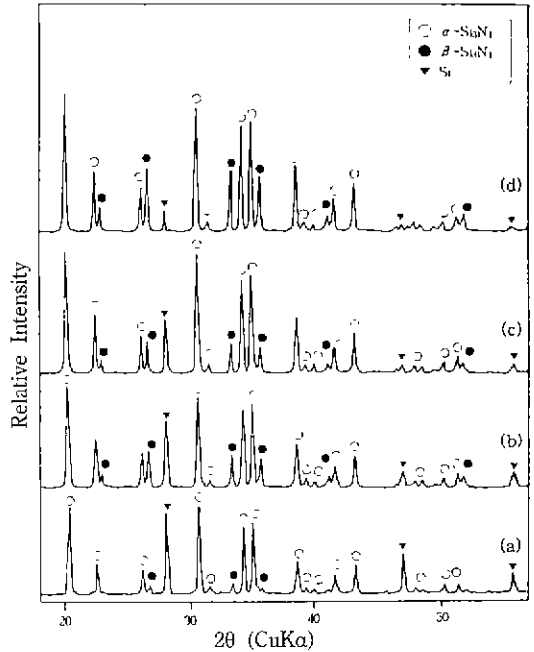 α-Si₃N₄
β-Si₃N₄
Si
(d)
(c)
(b)
(a)
Relative Intensity
20 30 40 50
2θ (CuKα)